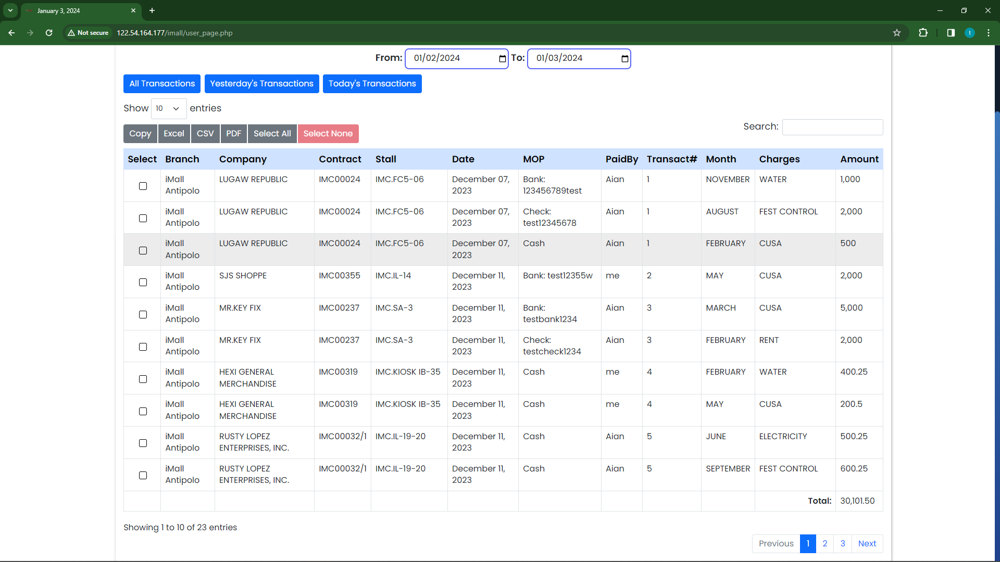 January 3, 2024
Not secure 122.54.164.177/imall/user_page.php
t
From: 01/02/2024 To: 01/03/2024
All Transactions Yesterday's Transactions Today's Transactions
Show 10 entries
Search:
Copy Excel CSV PDF Select All Select None
Select Branch Company Contract Stall Date MOP PaidBy Transact# Month Charges Amount
iMall LUGAW REPUBLIC IMC00024 IMC.FC5-06 December 07, Bank: Aian 1 NOVEMBER WATER 1,000
Antipolo 2023 123456789test
iMall LUGAW REPUBLIC IMC00024 IMC.FC5-06 December 07, Check: Aian 1 AUGUST FEST CONTROL 2,000
Antipolo 2023 test12345678
iMall LUGAW REPUBLIC IMC00024 IMC.FC5-06 December 07, Cash Aian 1 FEBRUARY CUSA 500
Antipolo 2023
iMall SJS SHOPPE IMC00355 IMC.IL-14 December 11, Bank: test12355w me 2 MAY CUSA 2,000
Antipolo 2023
iMall MR.KEY FIX IMC00237 IMC.SA-3 December 11, Bank: Aian 3 MARCH CUSA 5,000
Antipolo 2023 testbank1234
iMall MR.KEY FIX IMC00237 IMC.SA-3 December 11, Check: Aian 3 FEBRUARY RENT 2,000
Antipolo 2023 testcheck1234
iMall HEXI GENERAL IMC00319 IMC.KIOSK IB-35 December 11, Cash me 4 FEBRUARY WATER 400.25
Antipolo MERCHANDISE 2023
iMall HEXI GENERAL IMC00319 IMC.KIOSK IB-35 December 11, Cash me 4 MAY CUSA 200.5
Antipolo MERCHANDISE 2023
iMall RUSTY LOPEZ IMC00032/1 IMC.IL-19-20 December 11, Cash Aian 5 JUNE ELECTRICITY 500.25
Antipolo ENTERPRISES, INC. 2023
iMall RUSTY LOPEZ IMC00032/1 IMC.IL-19-20 December 11, Cash Aian 5 SEPTEMBER FEST CONTROL 600.25
Antipolo ENTERPRISES, INC. 2023
Total: 30,101.50
Showing 1 to 10 of 23 entries
Previous 1 2 3 Next